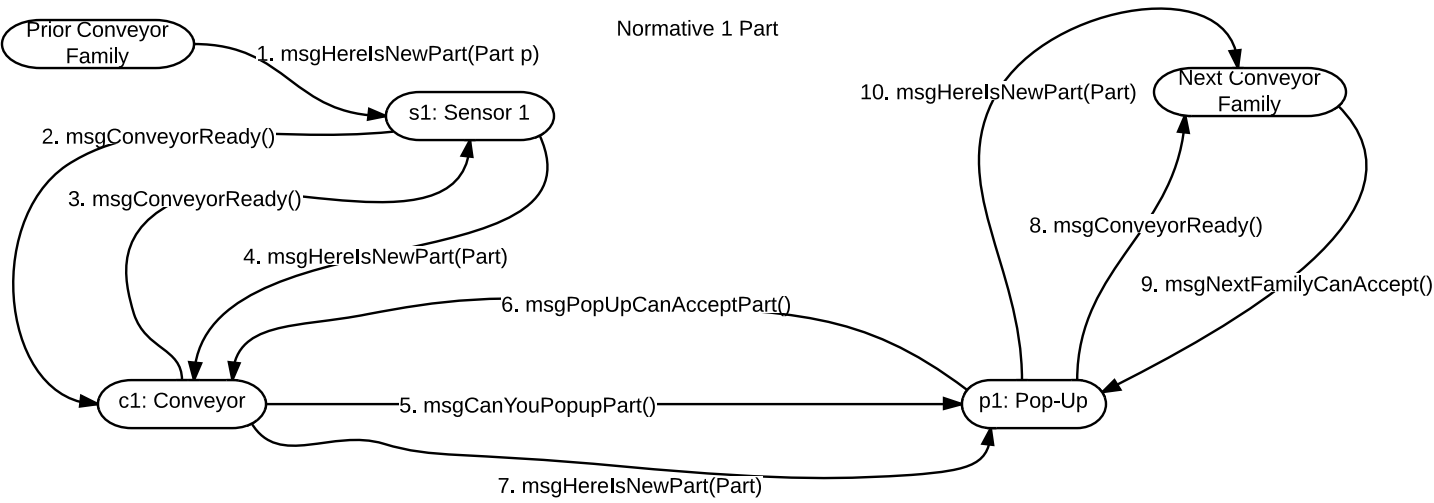 Prior Conveyor
Family
Normative 1 Part
1. msgHereIsNewPart(Part p)
s1: Sensor 1
10. msgHereIsNewPart(Part)
Next Conveyor
Family
2. msgConveyorReady()
3. msgConveyorReady()
8. msgConveyorReady()
4. msgHereIsNewPart(Part)
9. msgNextFamilyCanAccept()
6. msgPopUpCanAcceptPart()
c1: Conveyor
5. msgCanYouPopupPart()
p1: Pop-Up
7. msgHereIsNewPart(Part)